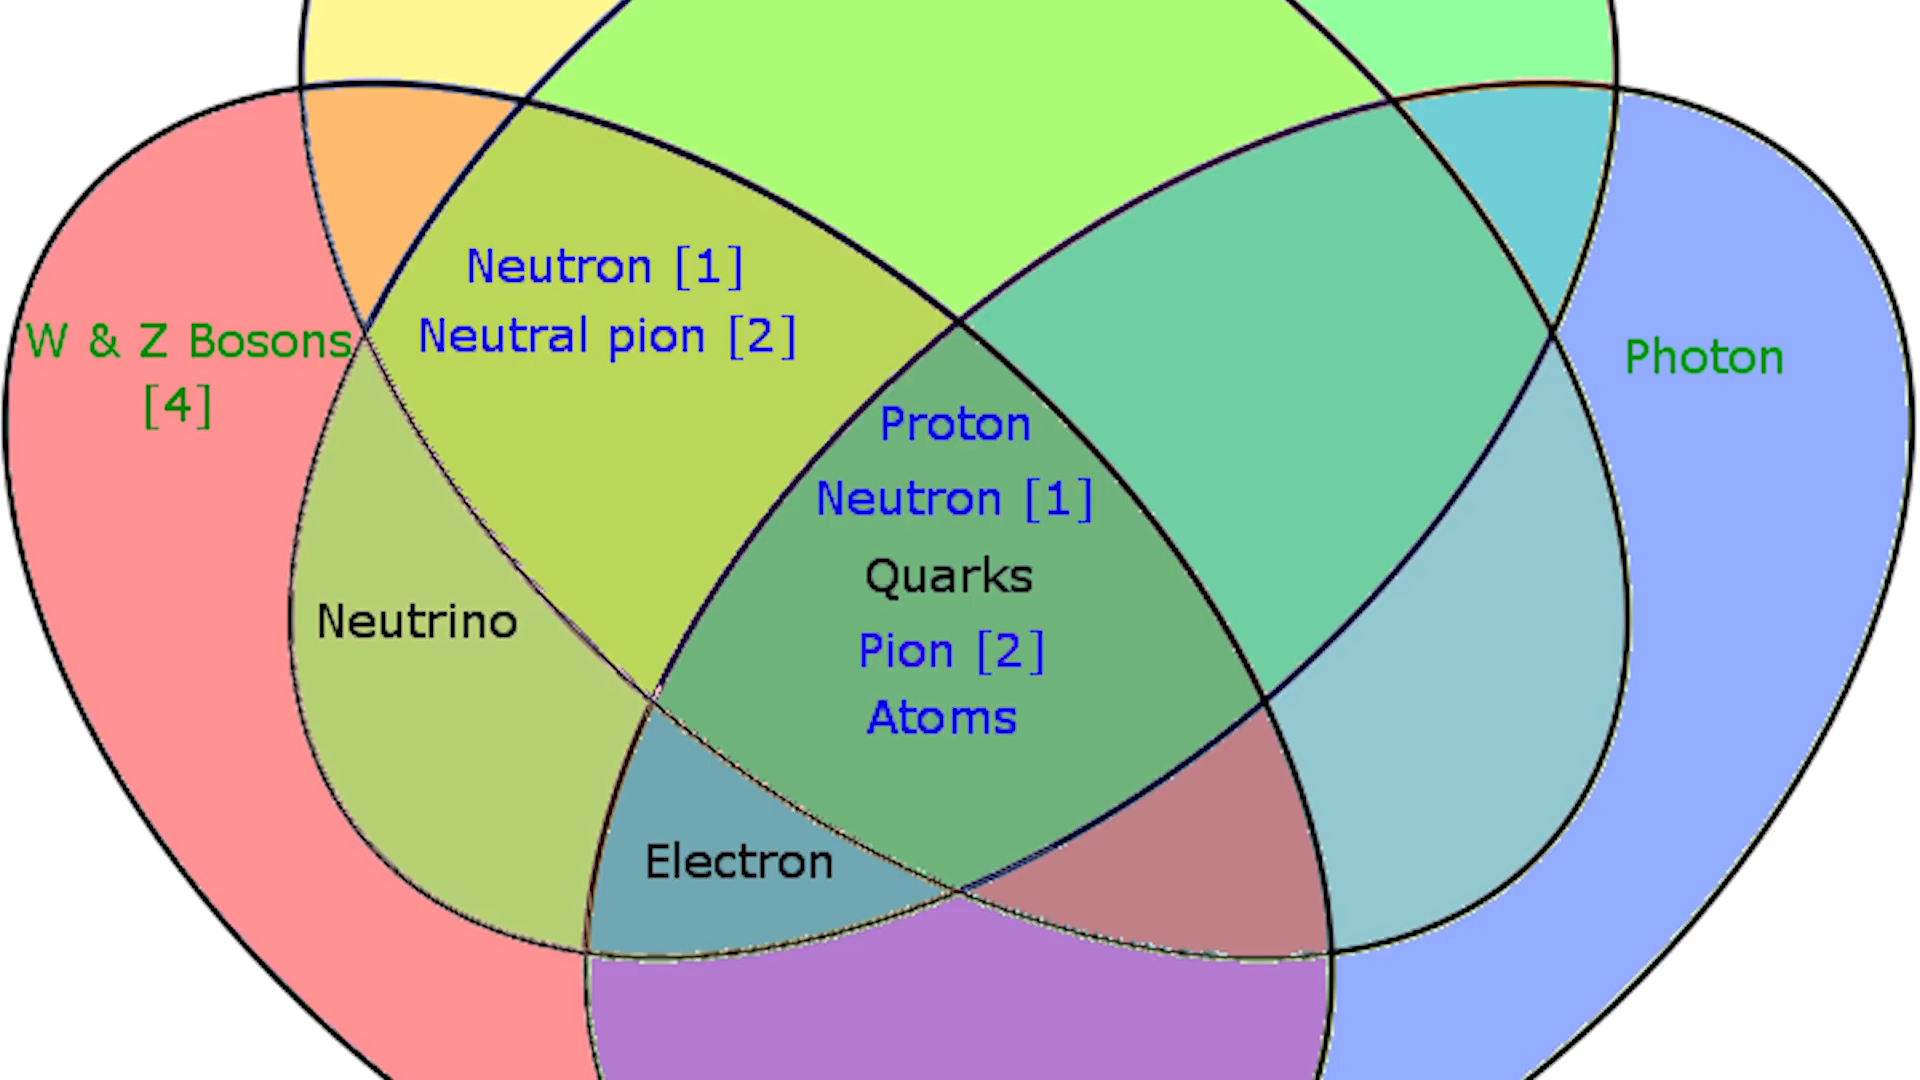 Neutron [1]
Neutral pion [2]
W & Z Bosons
[4]
Photon
Proton
Neutron [1]
Quarks
Pion [2]
Atoms
Neutrino
Electron